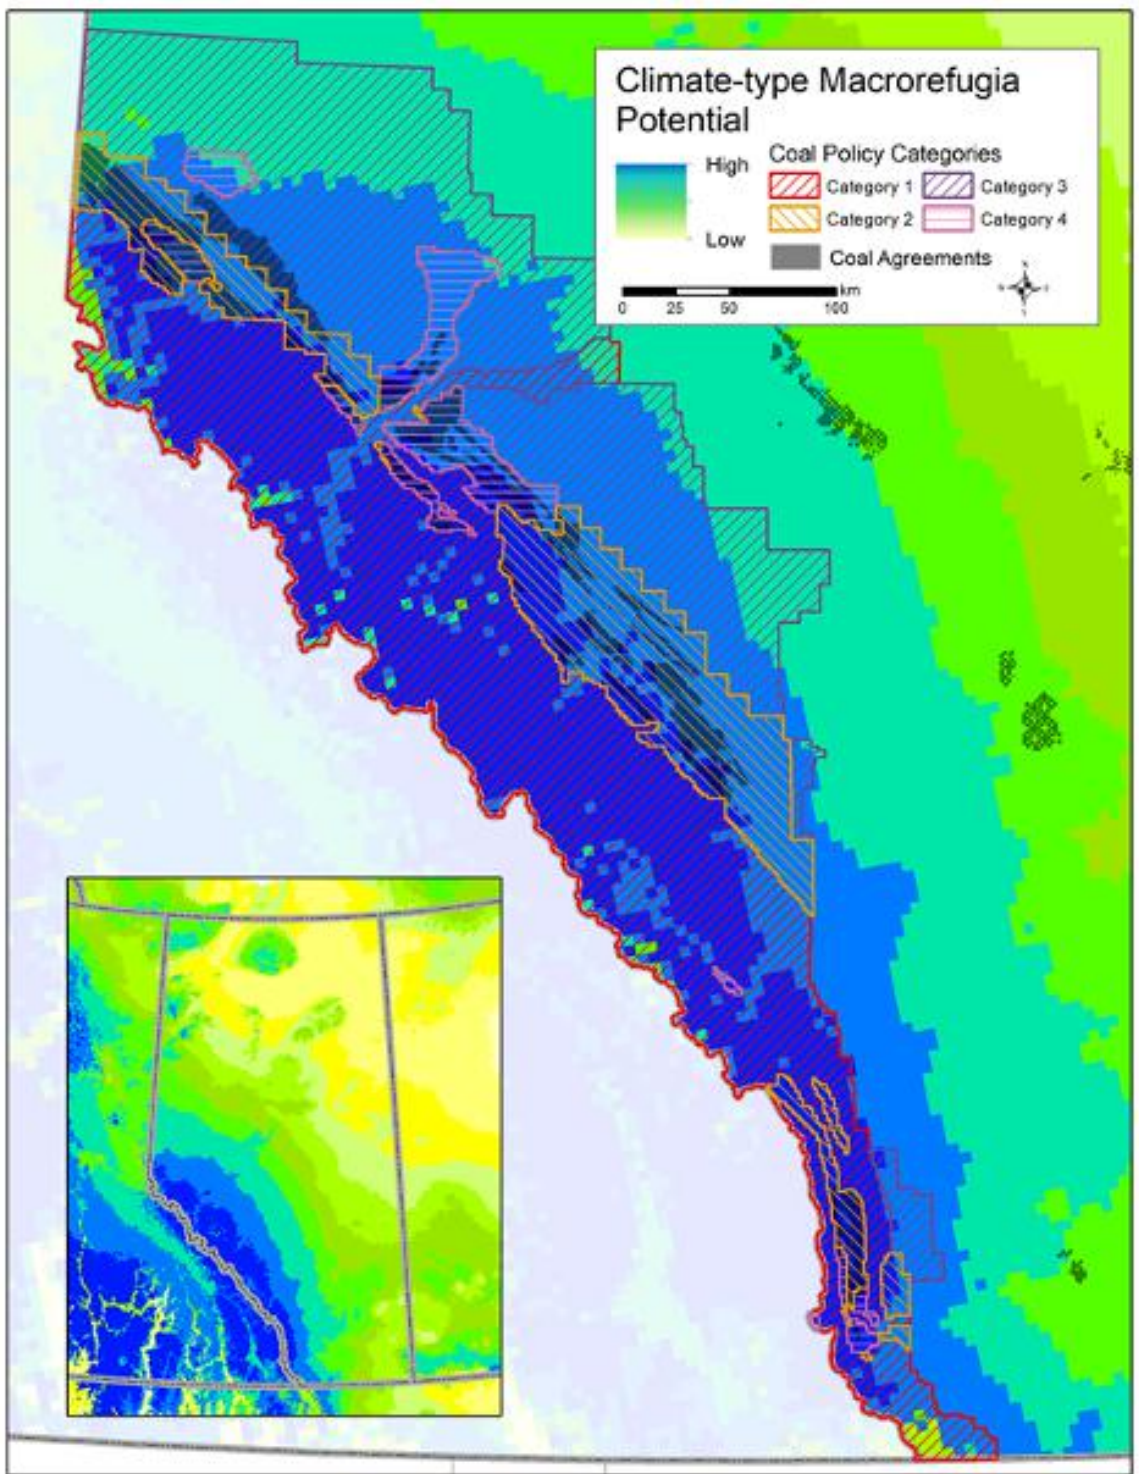 Climate-type Macrorefugia
Potential
High
Low
Coal Policy Categories
Category 1
Category 3
Category 2
Category 4
Coal Agreements
0 25 50 100 km